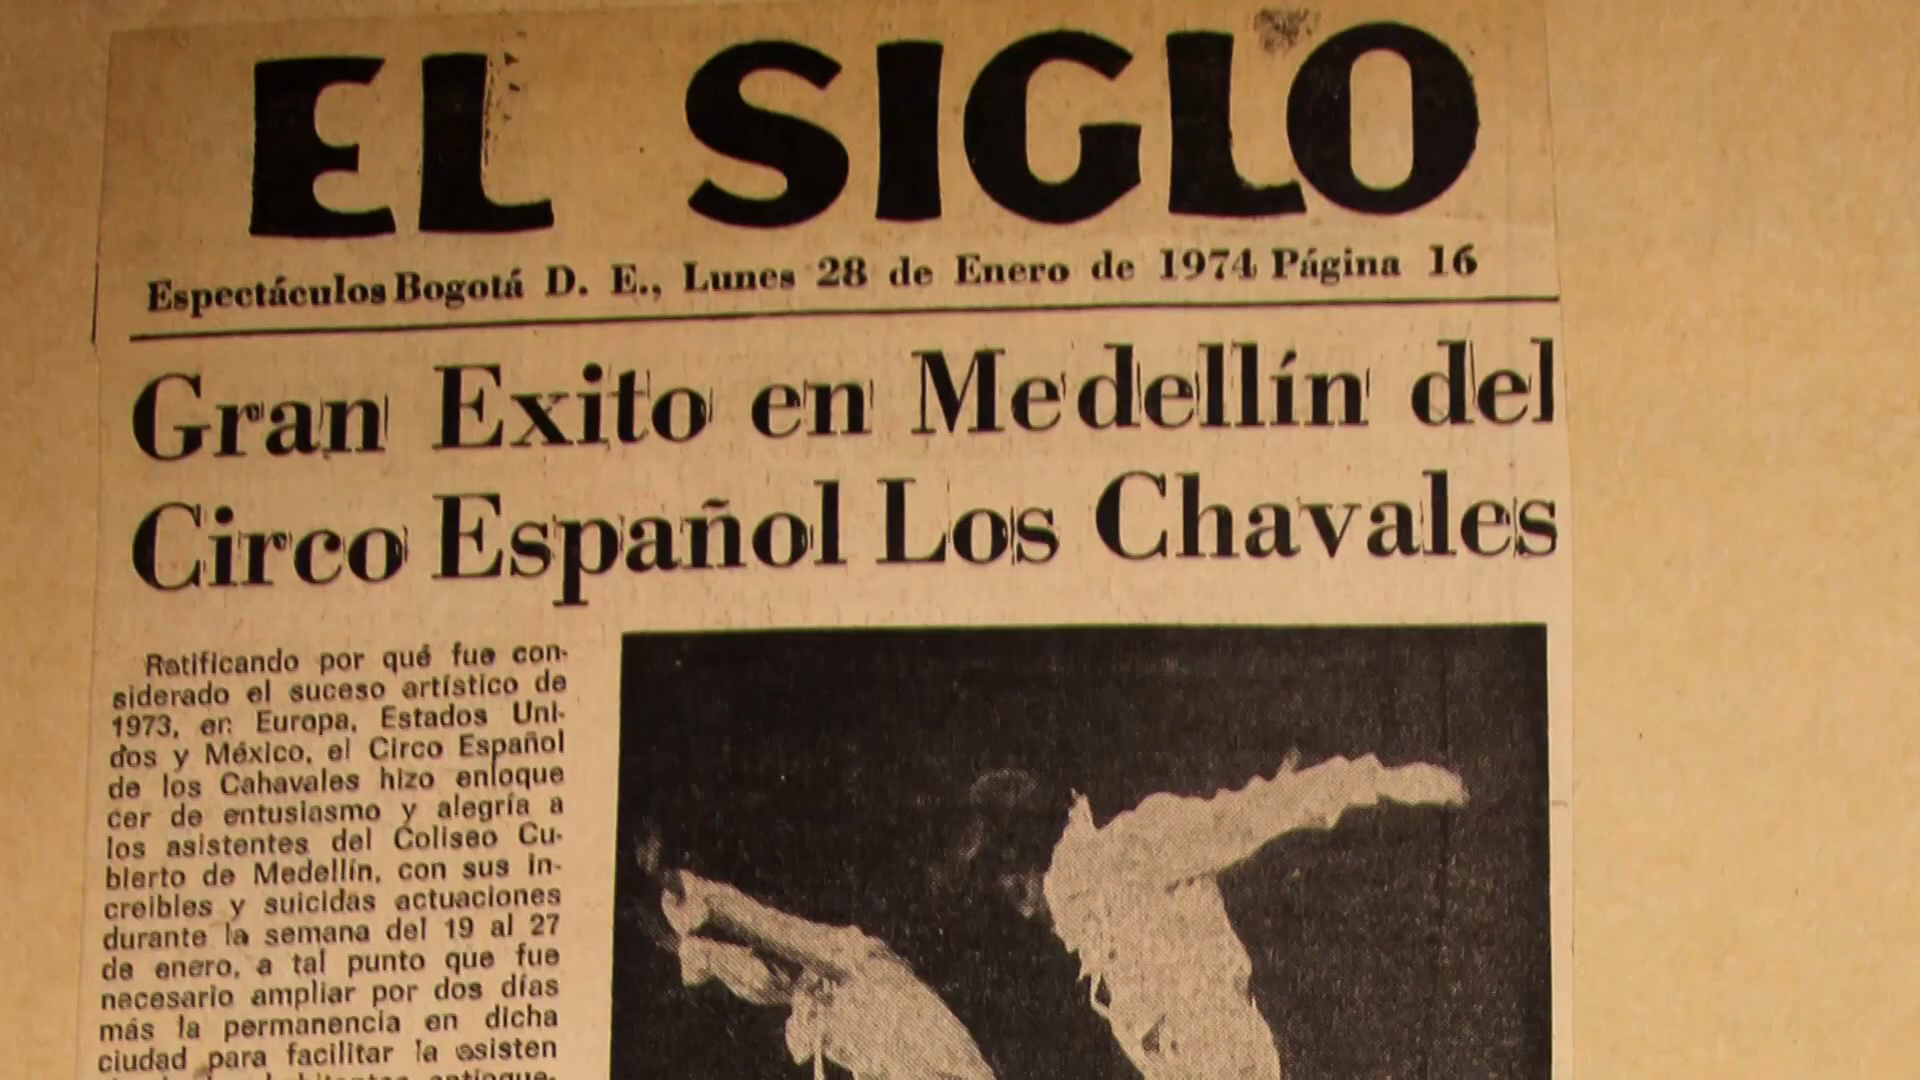 EL SIGLO
Espectáculos Bogotá D. E., Lunes 28 de Enero de 1974 Página 16
Gran Exito en Medellín del
Circo Español Los Chavales
Ratificando por qué fue con-
siderado el suceso artístico de
1973, en Europa, Estados Uni-
dos y México, el Circo Español
de los Cahavales hizo enloque
cer de entusiasmo y alegría a
los asistentes del Coliseo Cu-
bierto de Medellín, con sus in-
creibles y suicidas actuaciones
durante la semana del 19 al 27
de enero, a tal punto que fue
necesario ampliar por dos días
más la permanencia en dicha
ciudad para facilitar la asisten